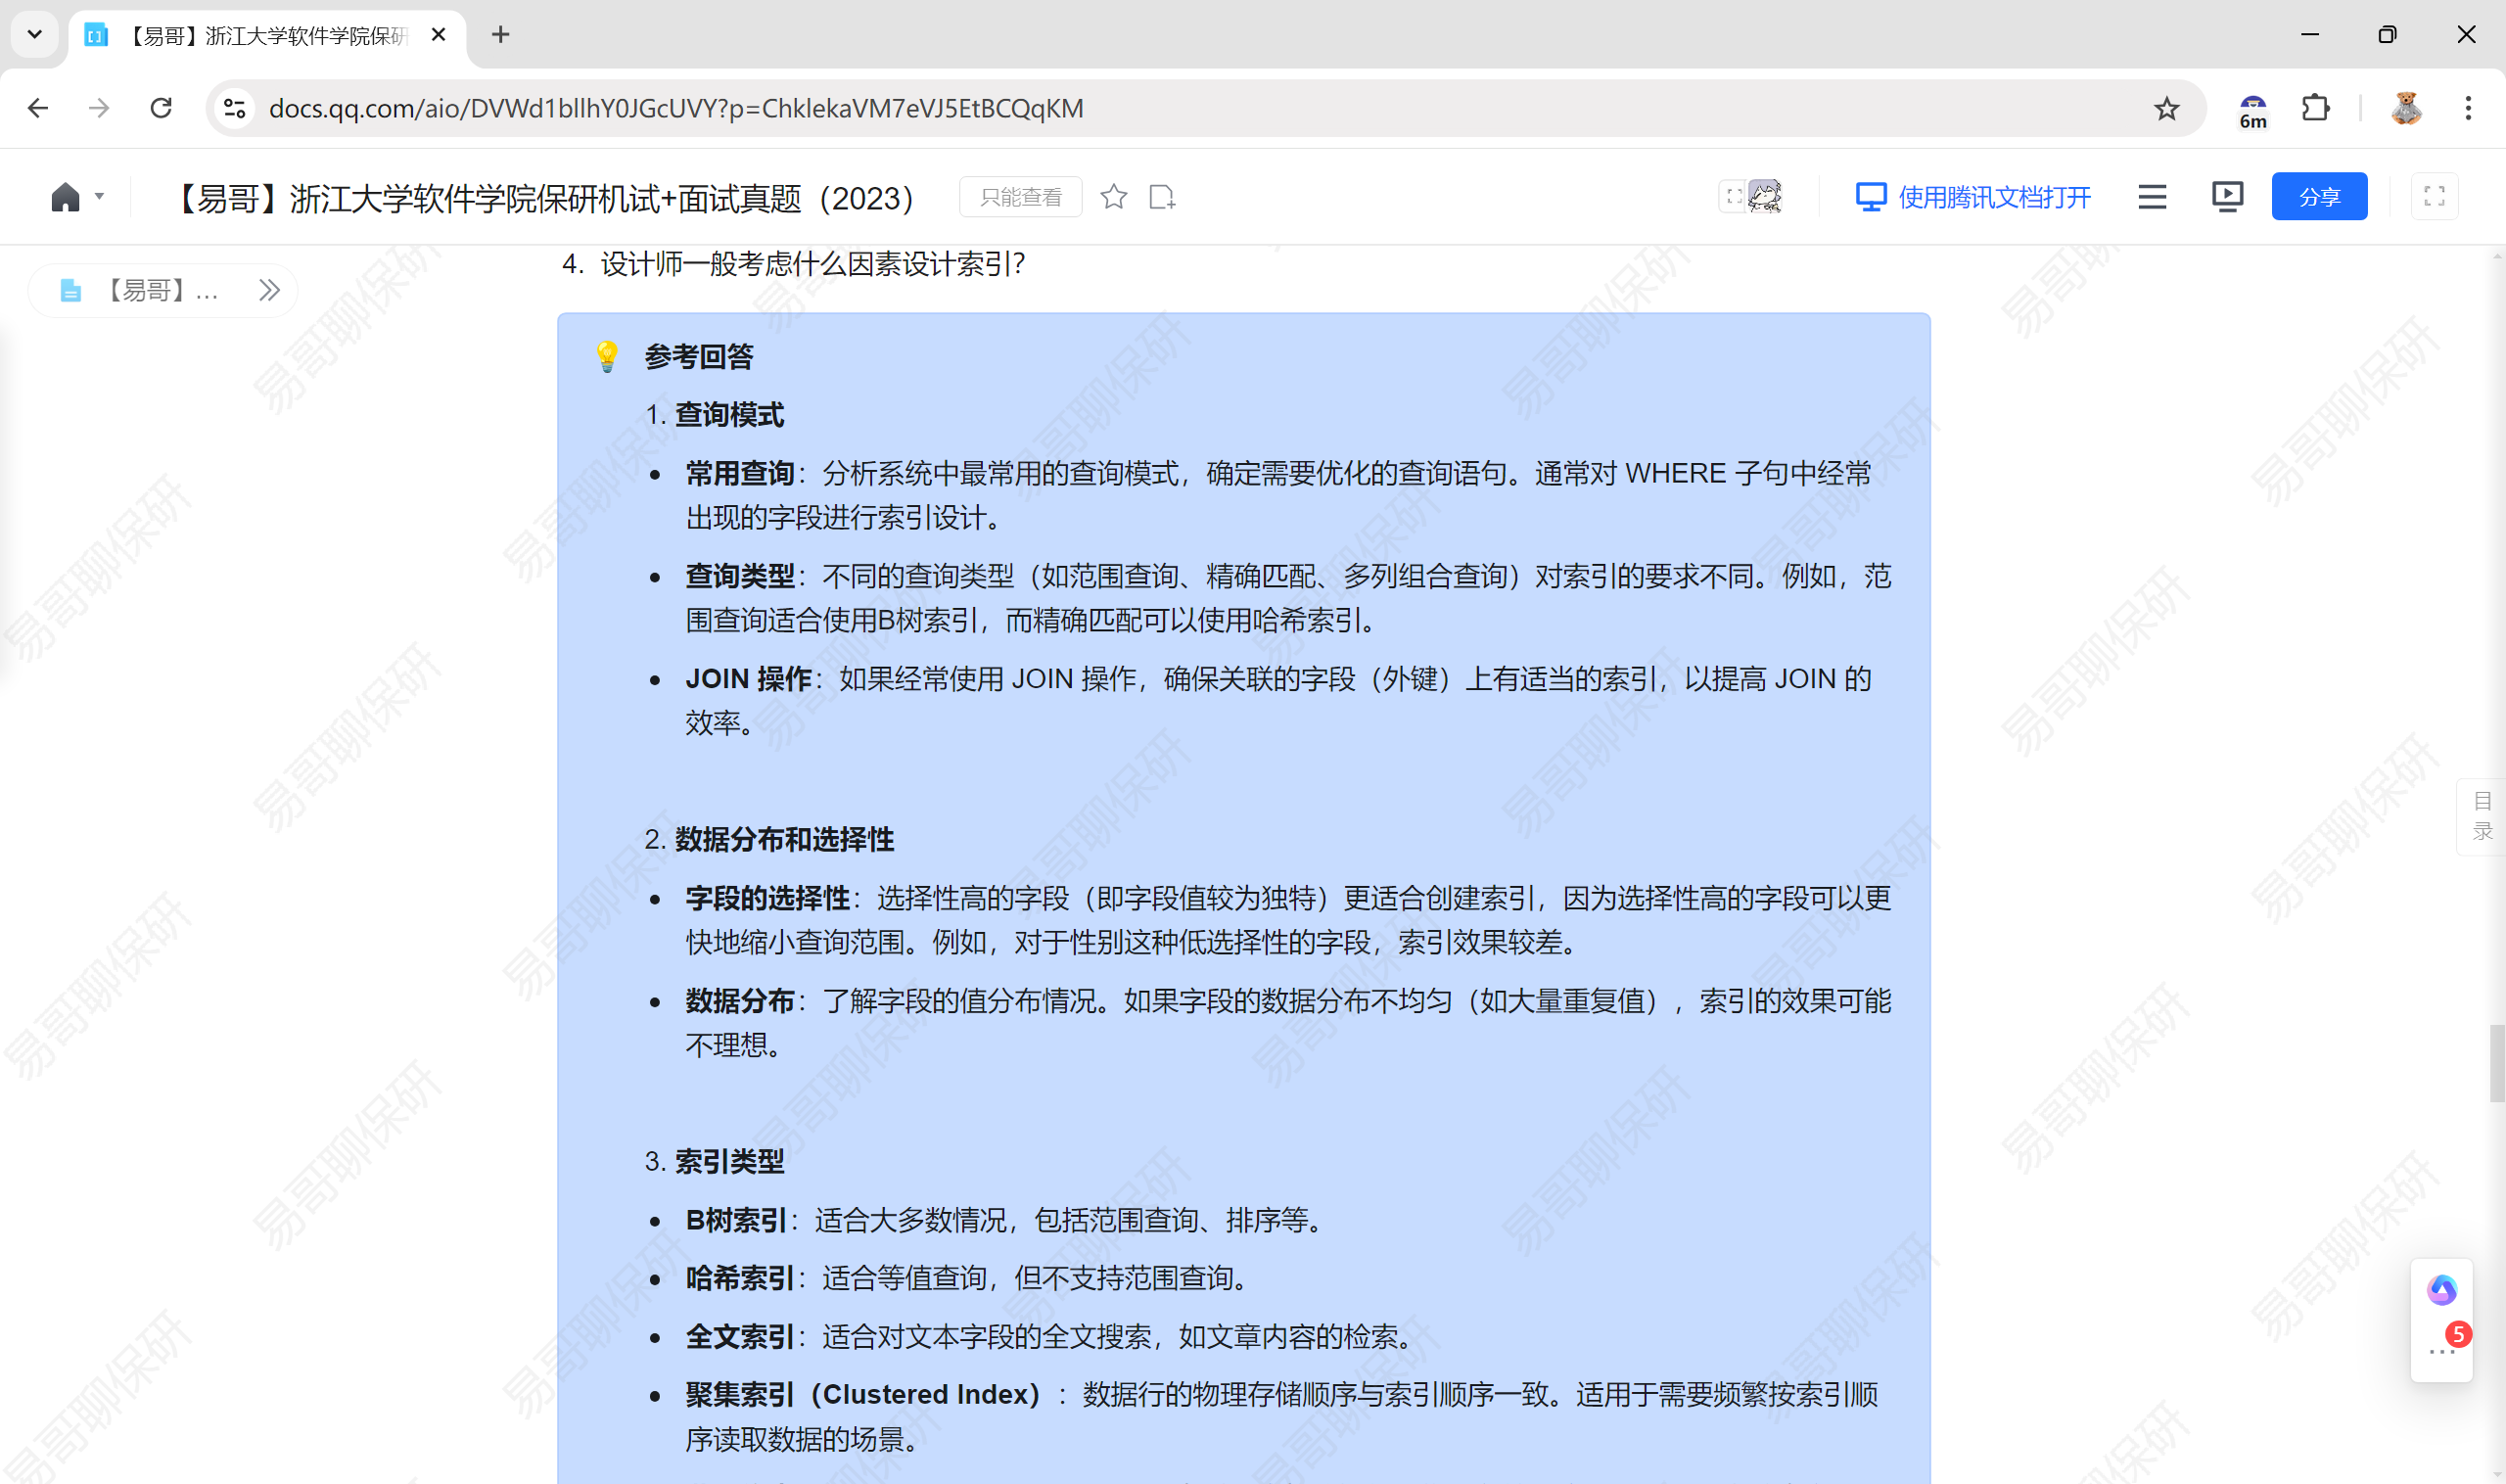 【易哥】浙江大学软件学院保研
docs.qq.com/aio/DVWd1bllhY0JGcUVY?p=ChklekaVM7eVJ5EtBCQqKM
6m
【易哥】浙江大学软件学院保研机试+面试真题（2023）
只能查看
使用腾讯文档打开
分享
【易哥】...
4. 设计师一般考虑什么因素设计索引？
💡 参考回答
1. 查询模式
• 常用查询：分析系统中最常用的查询模式，确定需要优化的查询语句。通常对 WHERE 子句中经常
出现的字段进行索引设计。
• 查询类型：不同的查询类型（如范围查询、精确匹配、多列组合查询）对索引的要求不同。例如，范
围查询适合使用B树索引，而精确匹配可以使用哈希索引。
• JOIN 操作：如果经常使用 JOIN 操作，确保关联的字段（外键）上有适当的索引，以提高 JOIN 的
效率。
2. 数据分布和选择性
• 字段的选择性：选择性高的字段（即字段值较为独特）更适合创建索引，因为选择性高的字段可以更
快地缩小查询范围。例如，对于性别这种低选择性的字段，索引效果较差。
• 数据分布：了解字段的值分布情况。如果字段的数据分布不均匀（如大量重复值），索引的效果可能
不理想。
3. 索引类型
• B树索引：适合大多数情况，包括范围查询、排序等。
• 哈希索引：适合等值查询，但不支持范围查询。
• 全文索引：适合对文本字段的全文搜索，如文章内容的检索。
• 聚集索引（Clustered Index）：数据行的物理存储顺序与索引顺序一致。适用于需要频繁按索引顺
序读取数据的场景。
目
录
5
易哥聊保研